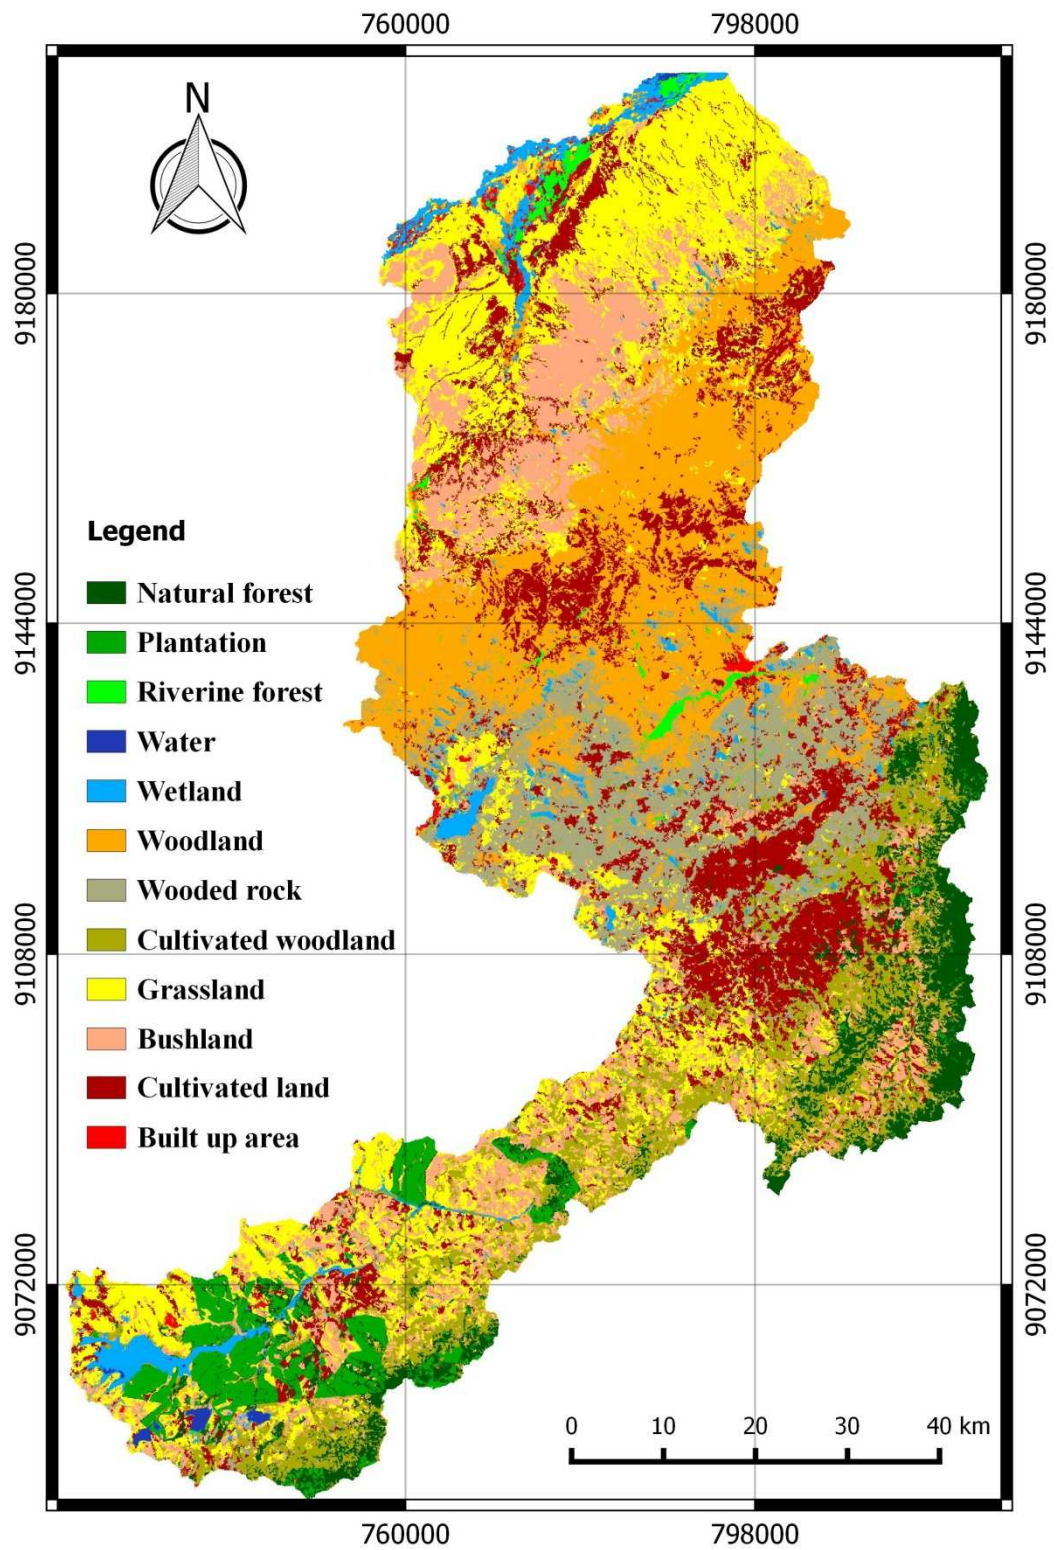 760000 798000
N
9180000 9180000
Legend
Natural forest
9144000 9144000
Plantation
Riverine forest
Water
Wetland
Woodland
Wooded rock
Cultivated woodland
9108000 9108000
Grassland
Bushland
Cultivated land
Built up area
9072000 9072000
0 10 20 30 40 km
760000 798000